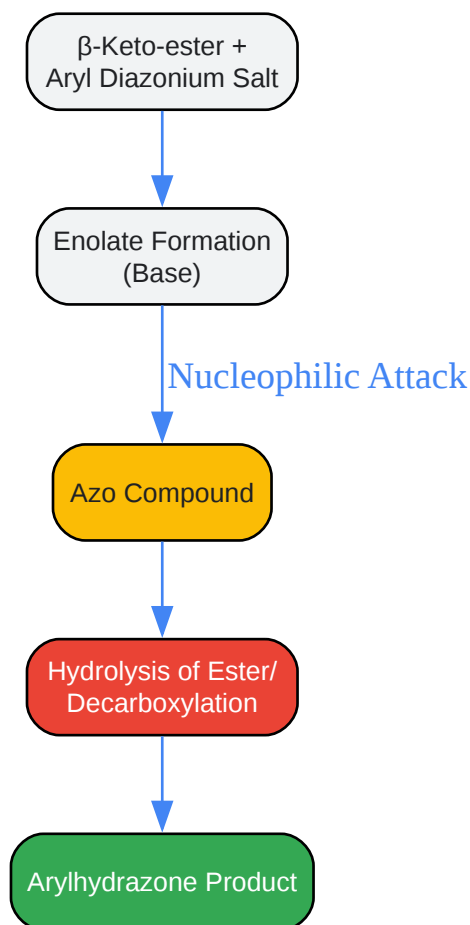 β-Keto-ester +
Aryl Diazonium Salt
Enolate Formation
(Base)
Nucleophilic Attack
Azo Compound
Hydrolysis of Ester/
Decarboxylation
Arylhydrazone Product